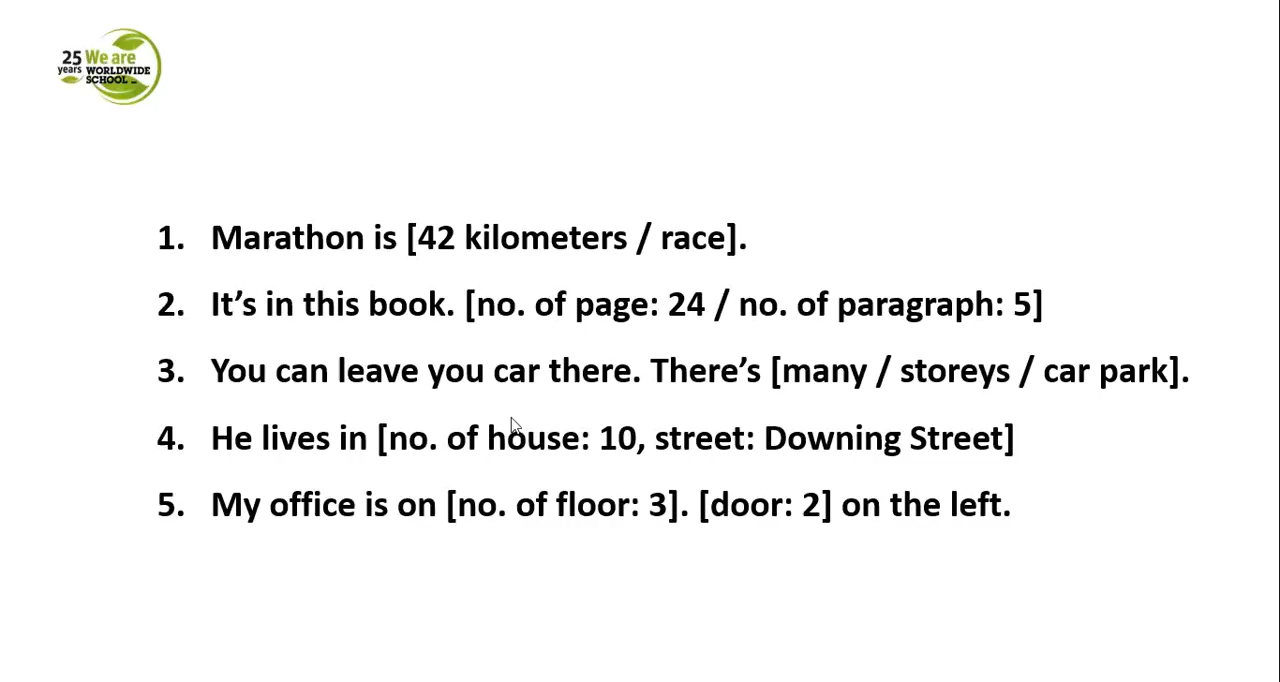 25 We are
years WORLDWIDE
SCHOOL
1. Marathon is [42 kilometers / race].
2. It’s in this book. [no. of page: 24 / no. of paragraph: 5]
3. You can leave you car there. There’s [many / storeys / car park].
4. He lives in [no. of house: 10, street: Downing Street]
5. My office is on [no. of floor: 3]. [door: 2] on the left.